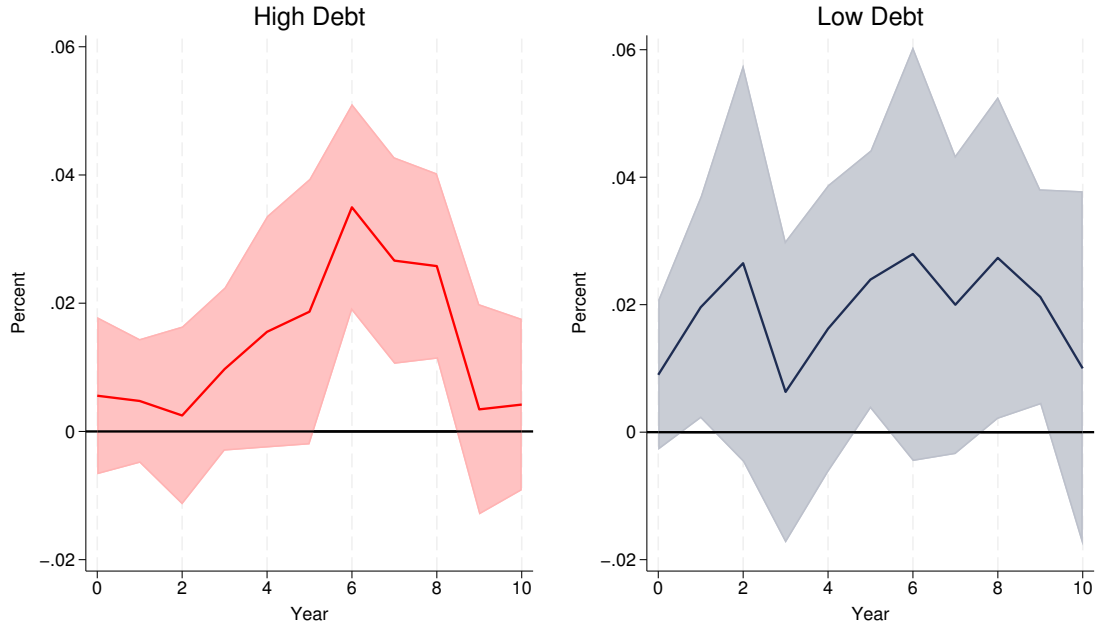 High Debt
.06
.04
.02
0
−.02
Percent
0 2 4 6 8 10
Year
Low Debt
.06
.04
.02
0
−.02
Percent
0 2 4 6 8 10
Year